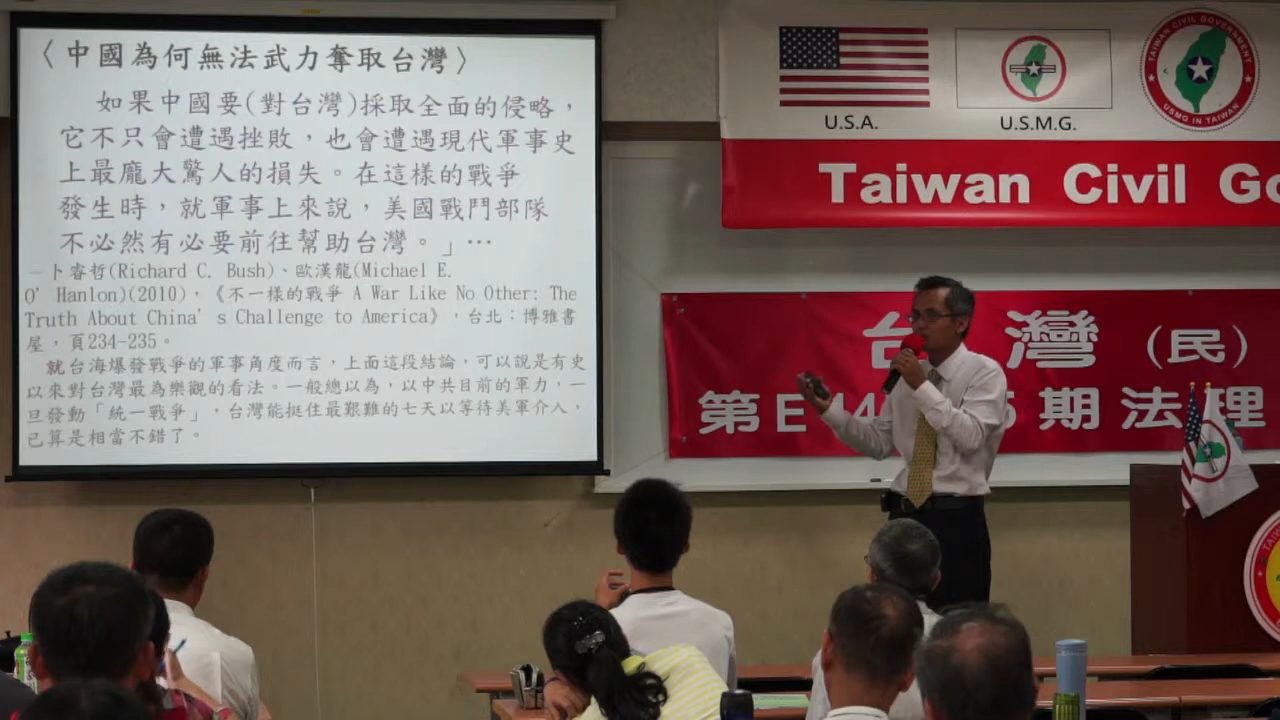 〈中國為何無法武力奪取台灣〉
如果中國要(對台灣)採取全面的侵略，
它不只會遭遇挫敗，也會遭遇現代軍事史
上最龐大驚人的損失。在這樣的戰爭
發生時，就軍事上來說，美國戰鬥部隊
不必然有必要前往幫助台灣。」…
—卜睿哲(Richard C. Bush)、歐漢龍(Michael E.
O' Hanlon)(2010)，《不一樣的戰爭 A War Like No Other: The
Truth About China's Challenge to America》，台北：博雅書
屋，頁234-235。
就台海爆發戰爭的軍事角度而言，上面這段結論，可以說是有史
以來對台灣最為樂觀的看法。一般總以為，以中共目前的軍力，一
旦發動「統一戰爭」，台灣能挺住最艱難的七天以等待美軍介入，
已算是相當不錯了。
U.S.A.
U.S.M.G.
TAIWAN CIVIL GOVERNMENT
USMG IN TAIWAN
Taiwan Civil Go
台灣(民)
第E 期法理